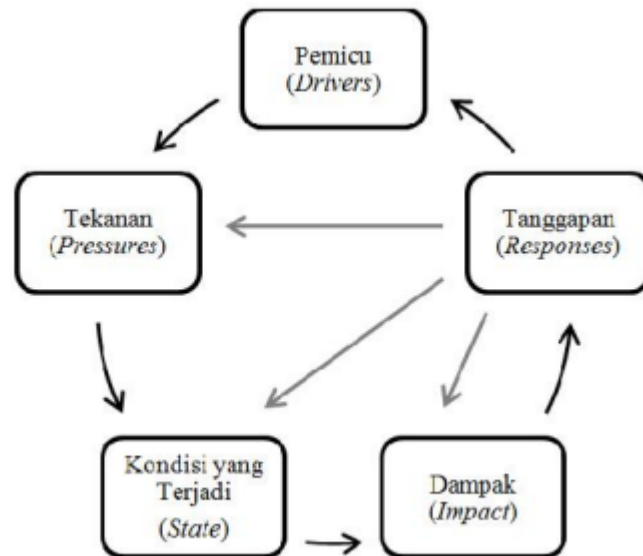 Pemicu
(Drivers)
Tekanan
(Pressures)
Tanggapan
(Responses)
Kondisi yang
Terjadi
(State)
Dampak
(Impact)